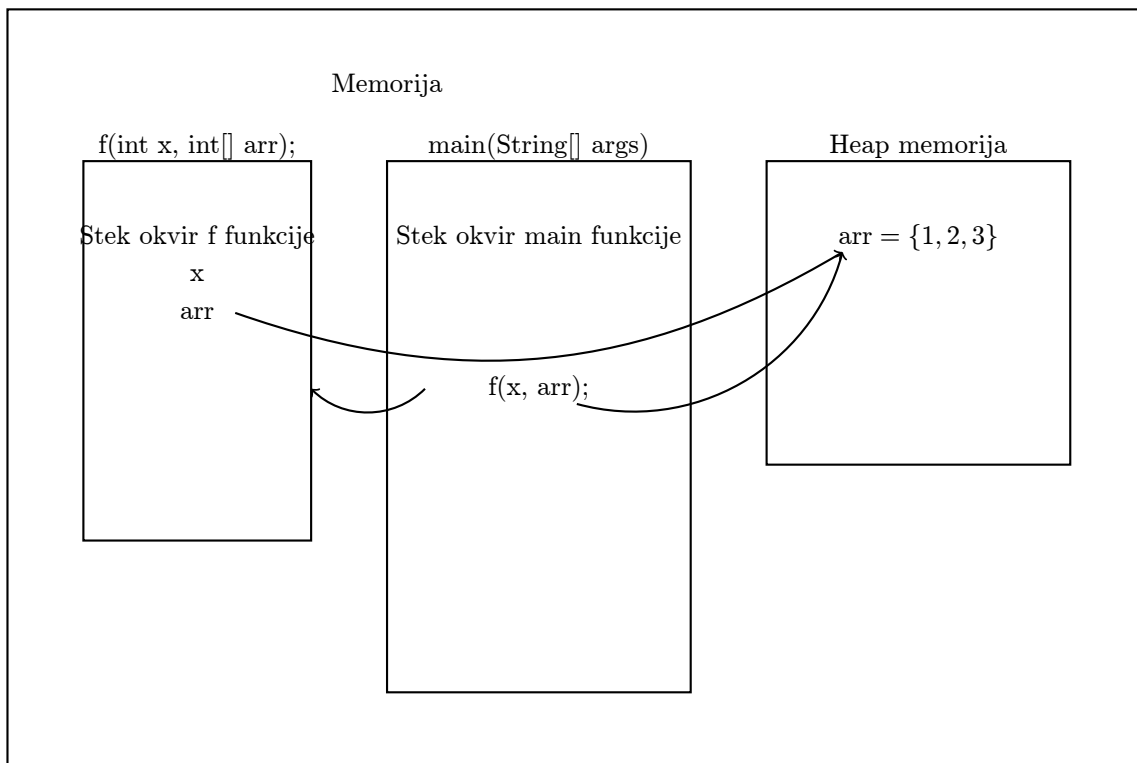 Memorija
f(int x, int[] arr);
main(String[] args)
Heap memorija
Stek okvir f funkcije
Stek okvir main funkcije
arr = {1, 2, 3}
x
arr
f(x, arr);